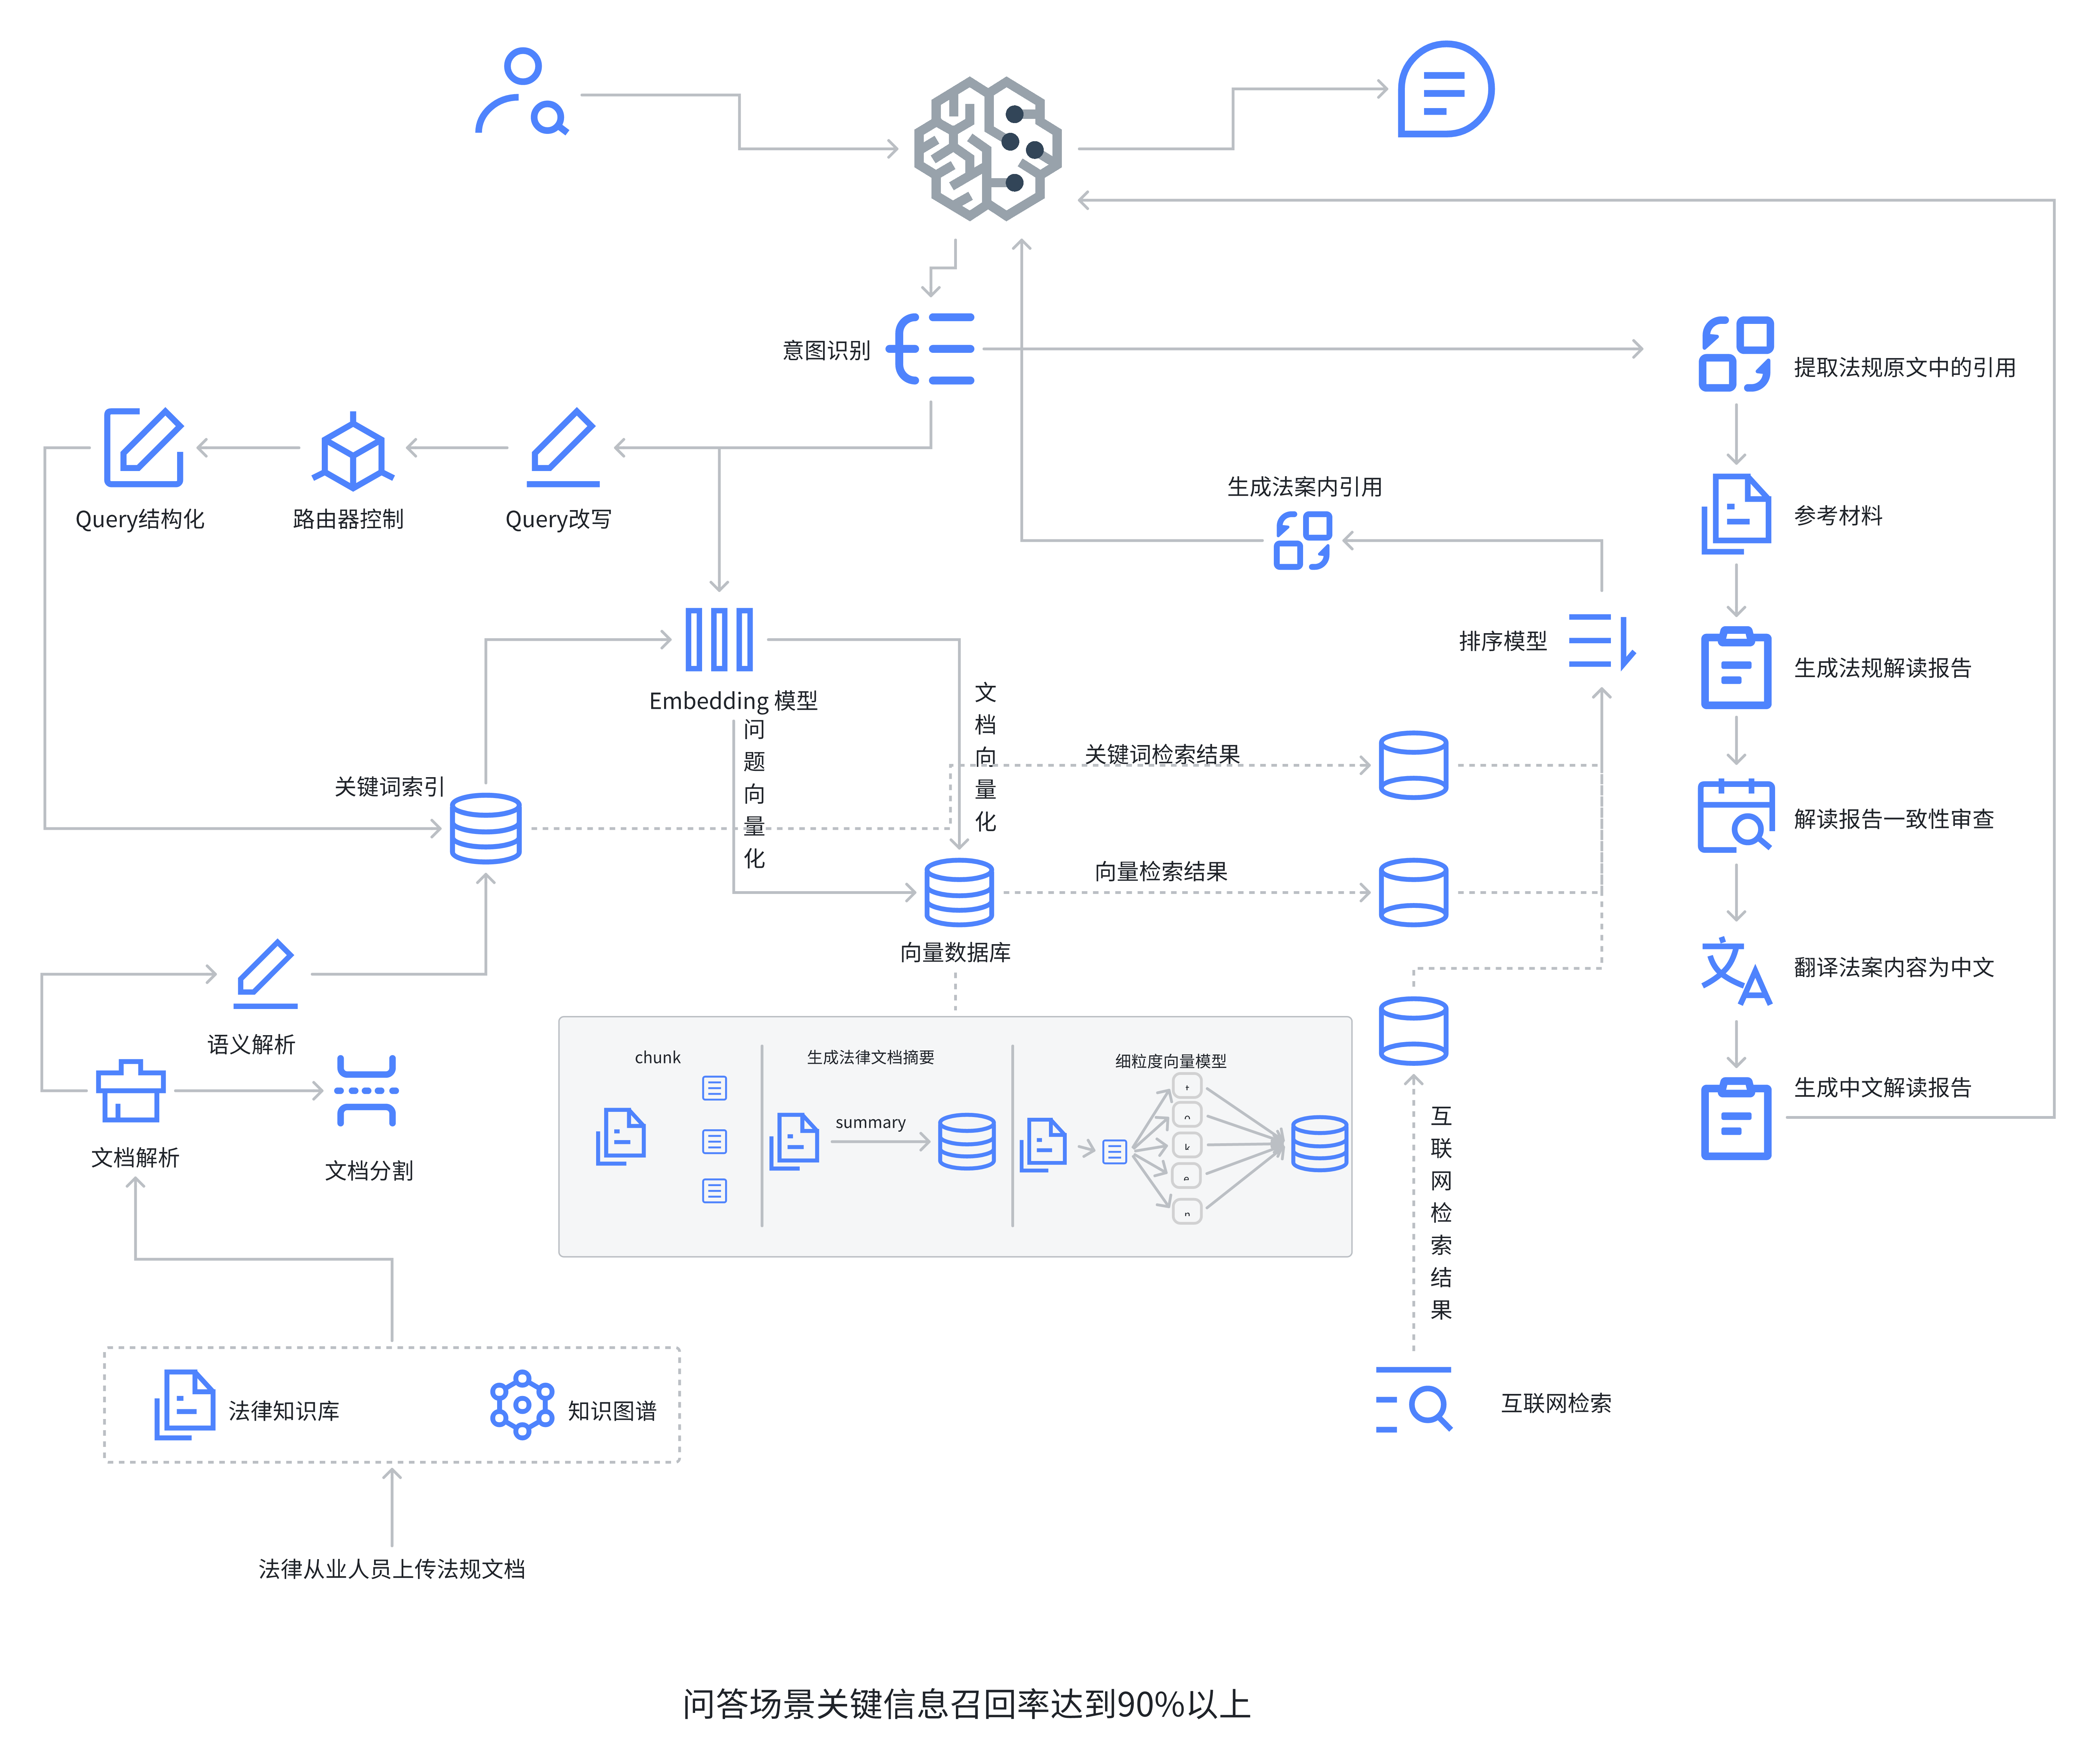 意图识别
提取法规原文中的引用
Query结构化
路由器控制
Query改写
生成法案内引用
参考材料
排序模型
生成法规解读报告
Embedding 模型
问题向量化
文档向量化
关键词检索结果
关键词索引
解读报告一致性审查
向量检索结果
向量数据库
翻译法案内容为中文
语义解析
chunk
生成法律文档摘要
细粒度向量模型
t
o
k
e
n
summary
生成中文解读报告
文档解析
文档分割
互联网检索结果
法律知识库
知识图谱
互联网检索
法律从业人员上传法规文档
问答场景关键信息召回率达到90%以上